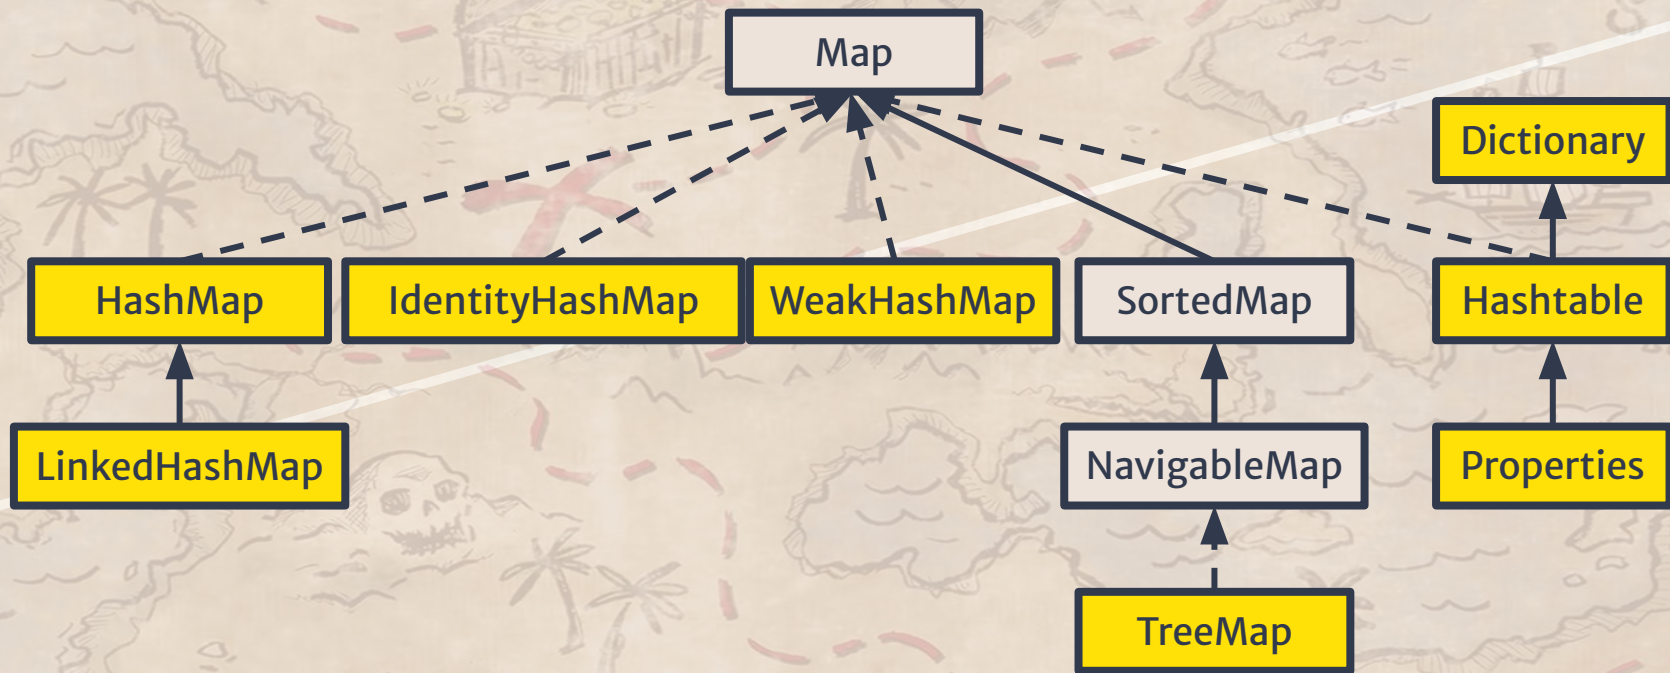 Map
Dictionary
HashMap
IdentityHashMap
WeakHashMap
SortedMap
Hashtable
LinkedHashMap
NavigableMap
Properties
TreeMap